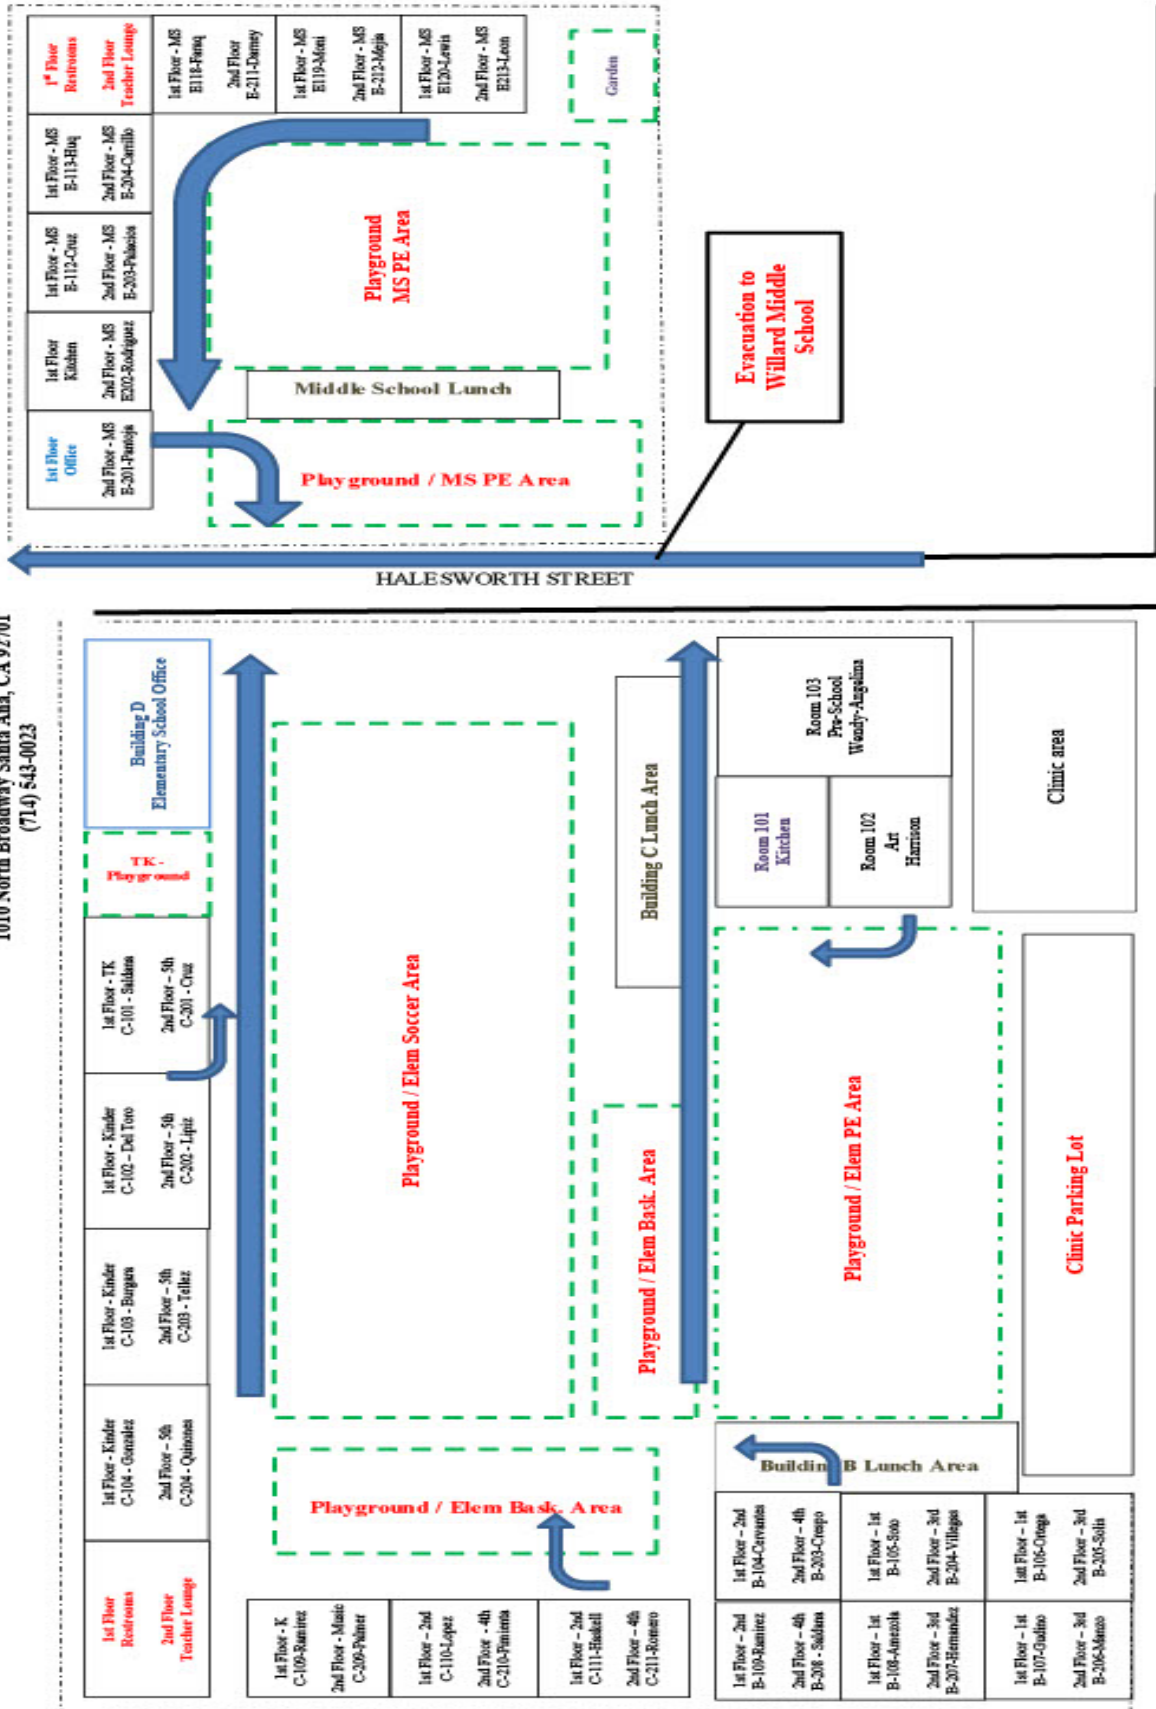 1010 North Broadway Santa Ana, CA 92701
(714) 543-0023
1st Floor
Restrooms
2nd Floor
Teacher Lounge
1st Floor - Kinder
C-104 - Gonzalez
2nd Floor – 5th
C-204 - Quinones
1st Floor - Kinder
C-103 - Burgara
2nd Floor – 5th
C-203 - Tellez
1st Floor - Kinder
C-102 – Del Toro
2nd Floor – 5th
C-202 - Lipiz
1st Floor - TK
C-101 - Saldana
2nd Floor – 5th
C-201 - Cruz
TK -
Playground
Building D
Elementary School Office
1st Floor - K
C-109-Ramirez
2nd Floor - Music
C-209-Palmer
1st Floor – 2nd
C-110-Lopez
2nd Floor - 4th
C-210-Pimienta
1st Floor – 2nd
C-111-Haskell
2nd Floor – 4th
C-211-Romero
Playground / Elem Bask. Area
Playground / Elem Soccer Area
Playground / Elem Bask. Area
Building C Lunch Area
1st Floor – 2nd
B-109-Ramirez
2nd Floor – 4th
B-208 - Saldana
1st Floor – 2nd
B-104-Cervantes
2nd Floor – 4th
B-203-Crespo
1st Floor – 1st
B-108-Amezola
2nd Floor – 3rd
B-207-Hernandez
1st Floor – 1st
B-105-Soto
2nd Floor – 3rd
B-204-Villegas
1st Floor – 1st
B-107-Gudino
2nd Floor – 3rd
B-206-Manzo
1stt Floor – 1st
B-106-Ortega
2nd Floor – 3rd
B-205-Solis
Building B Lunch Area
Playground / Elem PE Area
Room 101
Kitchen
Room 102
Art
Harrison
Room 103
Pre-School
Wendy-Angelina
Clinic Parking Lot
Clinic area
HALESWORTH STREET
1st Floor
Office
2nd Floor - MS
E-201-Pantoja
1st Floor
Kitchen
2nd Floor - MS
E202-Rodriguez
1st Floor - MS
E-112-Cruz
2nd Floor - MS
E-203-Palacios
1st Floor - MS
E-113-Huq
2nd Floor - MS
E-204-Carrillo
1st Floor
Restrooms
2nd Floor
Teacher Lounge
1st Floor - MS
E118-Faruq
2nd Floor
E-211-Darney
1st Floor - MS
E119-Moni
2nd Floor - MS
E-212-Mejia
1st Floor - MS
E120-Lewis
2nd Floor - MS
E213-Leon
Playground / MS PE Area
Middle School Lunch
Playground
MS PE Area
Garden
Evacuation to
Willard Middle
School